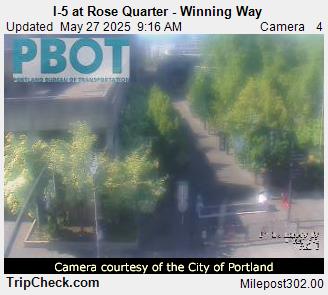 I-5 at Rose Quarter - Winning Way
Updated May 27 2025 9:16 AM Camera 4
PBOT
PORTLAND BUREAU OF TRANSPORTATION
Camera courtesy of the City of Portland
TripCheck.com Milepost302.00